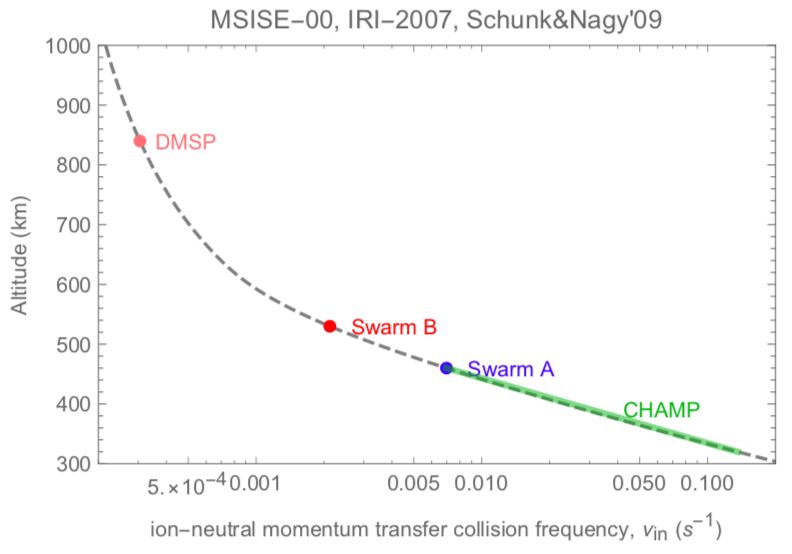 MSISE−00, IRI−2007, Schunk&Nagy'09
1000
900
DMSP
800
700
Altitude (km)
600
Swarm B
500
Swarm A
400
CHAMP
300
5.×10⁻⁴ 0.001 0.005 0.010 0.050 0.100
ion−neutral momentum transfer collision frequency, νin (s⁻¹)